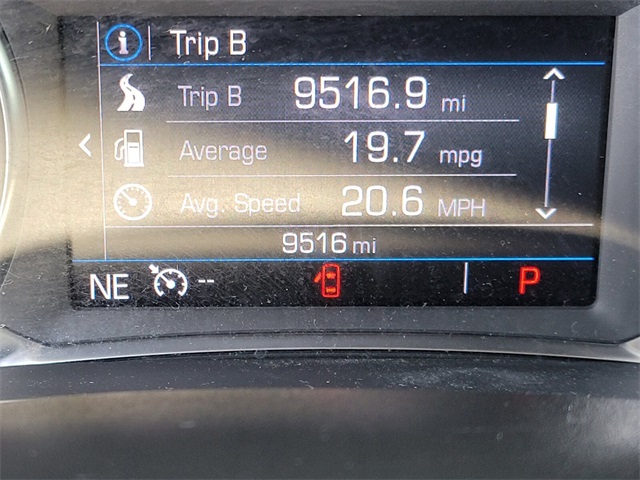 Trip B
Trip B 9516.9 mi
Average 19.7 mpg
Avg. Speed 20.6 MPH
9516 mi
NE -- P